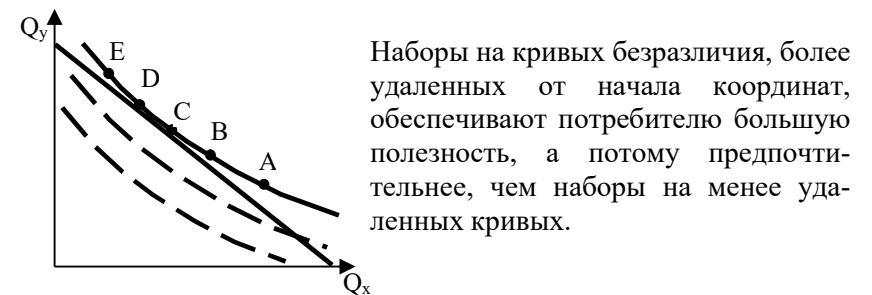 Qy
E
D
C
B
A
Qx
Наборы на кривых безразличия, более
удаленных от начала координат,
обеспечивают потребителю большую
полезность, а потому предпочти-
тельнее, чем наборы на менее уда-
ленных кривых.